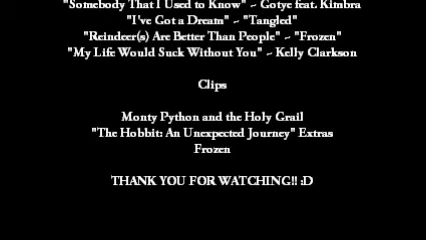 "Somebody That I Used to Know" ~ Gotye feat. Kimbra
"I've Got a Dream" ~ "Tangled"
"Reindeer(s) Are Better Than People" ~ "Frozen"
"My Life Would Suck Without You" ~ Kelly Clarkson
Clips
Monty Python and the Holy Grail
"The Hobbit: An Unexpected Journey" Extras
Frozen
THANK YOU FOR WATCHING!! :D